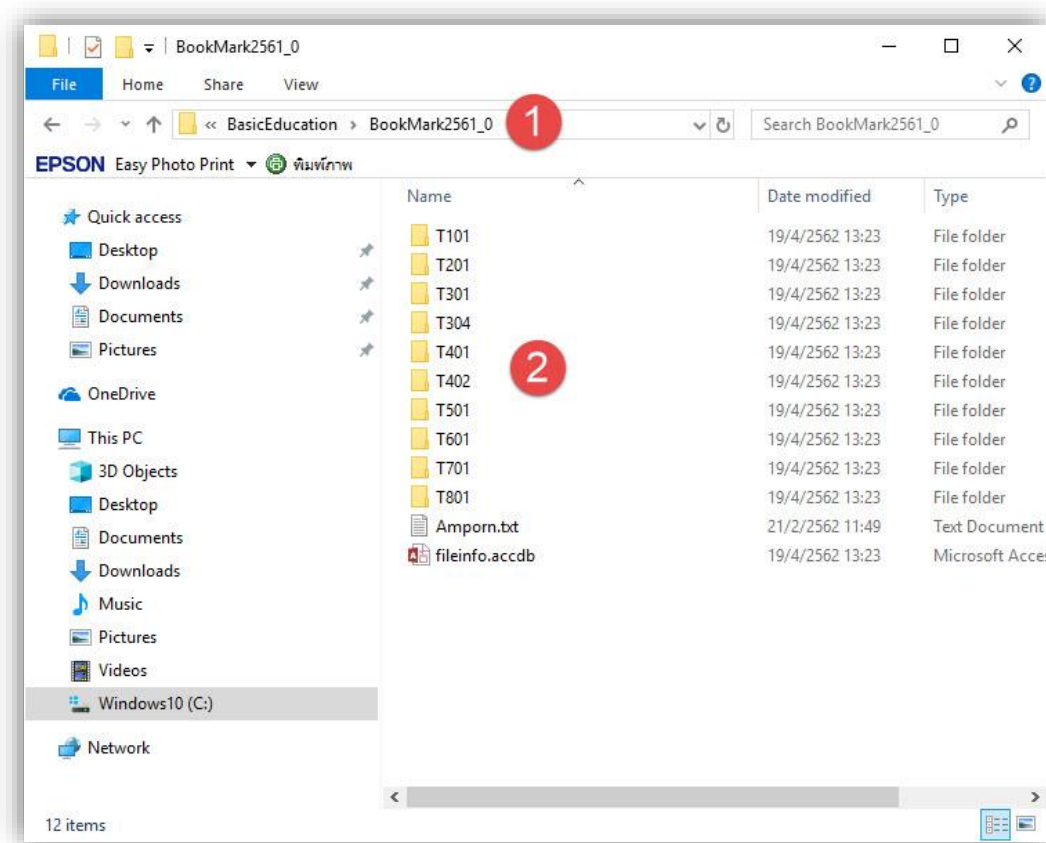 BookMark2561_0
File Home Share View
« BasicEducation › BookMark2561_0 1 Search BookMark2561_0
EPSON Easy Photo Print พิมพ์ภาพ
Name Date modified Type
Quick access
Desktop
Downloads
Documents
Pictures
OneDrive
This PC
3D Objects
Desktop
Documents
Downloads
Music
Pictures
Videos
Windows10 (C:)
Network
T101 19/4/2562 13:23 File folder
T201 19/4/2562 13:23 File folder
T301 19/4/2562 13:23 File folder
T304 19/4/2562 13:23 File folder
T401 19/4/2562 13:23 File folder
2
T402 19/4/2562 13:23 File folder
T501 19/4/2562 13:23 File folder
T601 19/4/2562 13:23 File folder
T701 19/4/2562 13:23 File folder
T801 19/4/2562 13:23 File folder
Amporn.txt 21/2/2562 11:49 Text Document
fileinfo.accdb 19/4/2562 13:23 Microsoft Acce
12 items